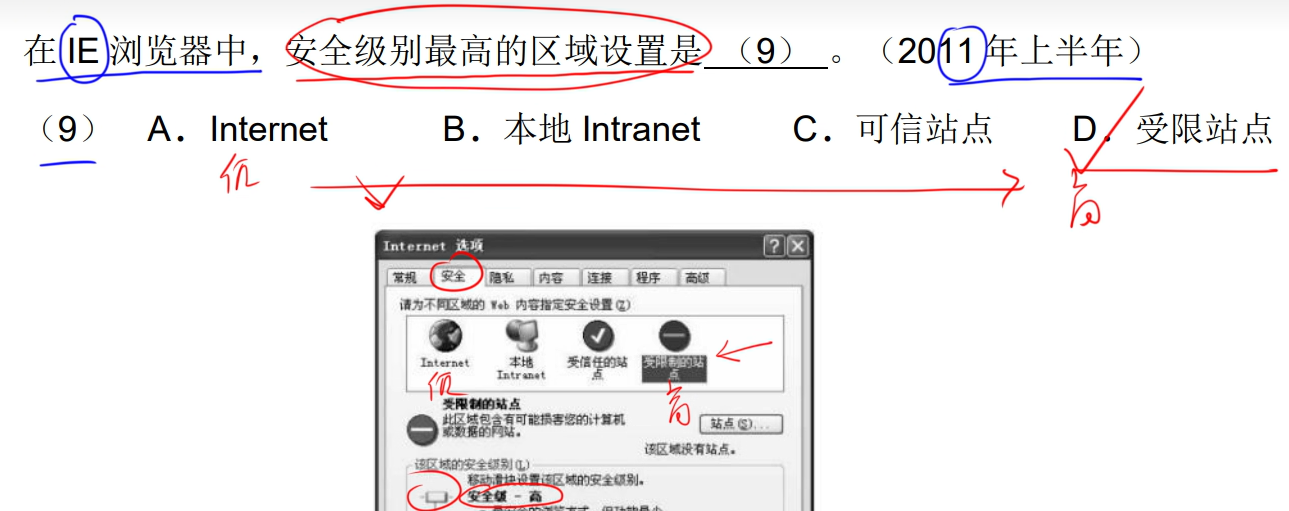 在 IE 浏览器中，安全级别最高的区域设置是 （9） 。（2011 年上半年）
（9） A．Internet B．本地 Intranet C．可信站点 D．受限站点
低 高
Internet 选项
常规 安全 隐私 内容 连接 程序 高级
请为不同区域的 Web 内容指定安全设置(Z)
Internet 本地 Intranet 受信任的站点 受限制的站点
低 高
受限制的站点
此区域包含有可能损害您的计算机
或数据的网站。
站点(S)...
该区域没有站点。
该区域的安全级别(L)
移动滑块设置该区域的安全级别。
安全级 - 高